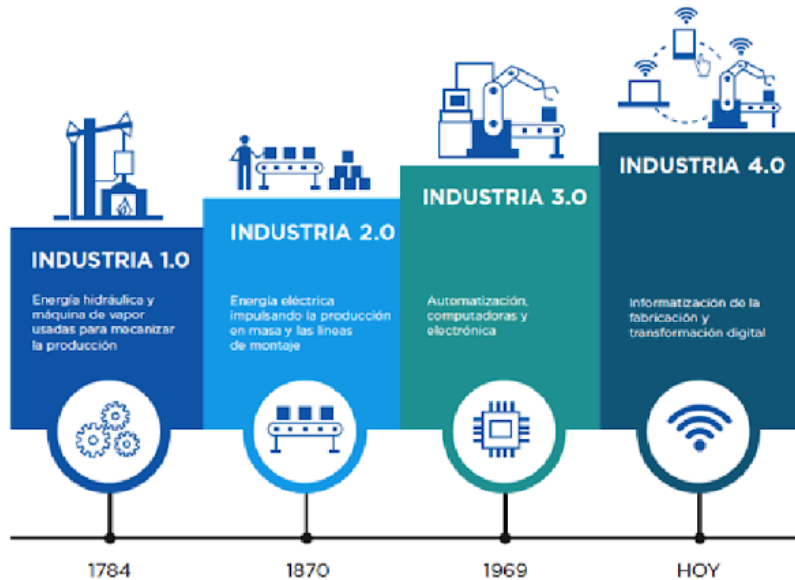 INDUSTRIA 1.0
Energía hidráulica y
máquina de vapor
usadas para mecanizar
la producción
INDUSTRIA 2.0
Energía eléctrica
impulsando la producción
en masa y las líneas
de montaje
INDUSTRIA 3.0
Automatización,
computadoras y
electrónica
INDUSTRIA 4.0
Informatización de la
fabricación y
transformación digital
1784
1870
1969
HOY